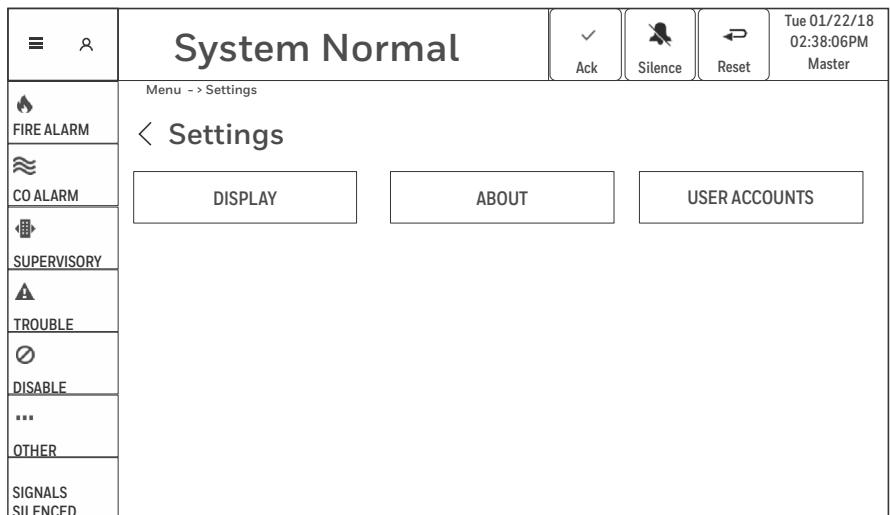 System Normal
Ack
Silence
Reset
Tue 01/22/18
02:38:06PM
Master
Menu -> Settings
Settings
FIRE ALARM
CO ALARM
SUPERVISORY
TROUBLE
DISABLE
OTHER
SIGNALS
SILENCED
DISPLAY
ABOUT
USER ACCOUNTS